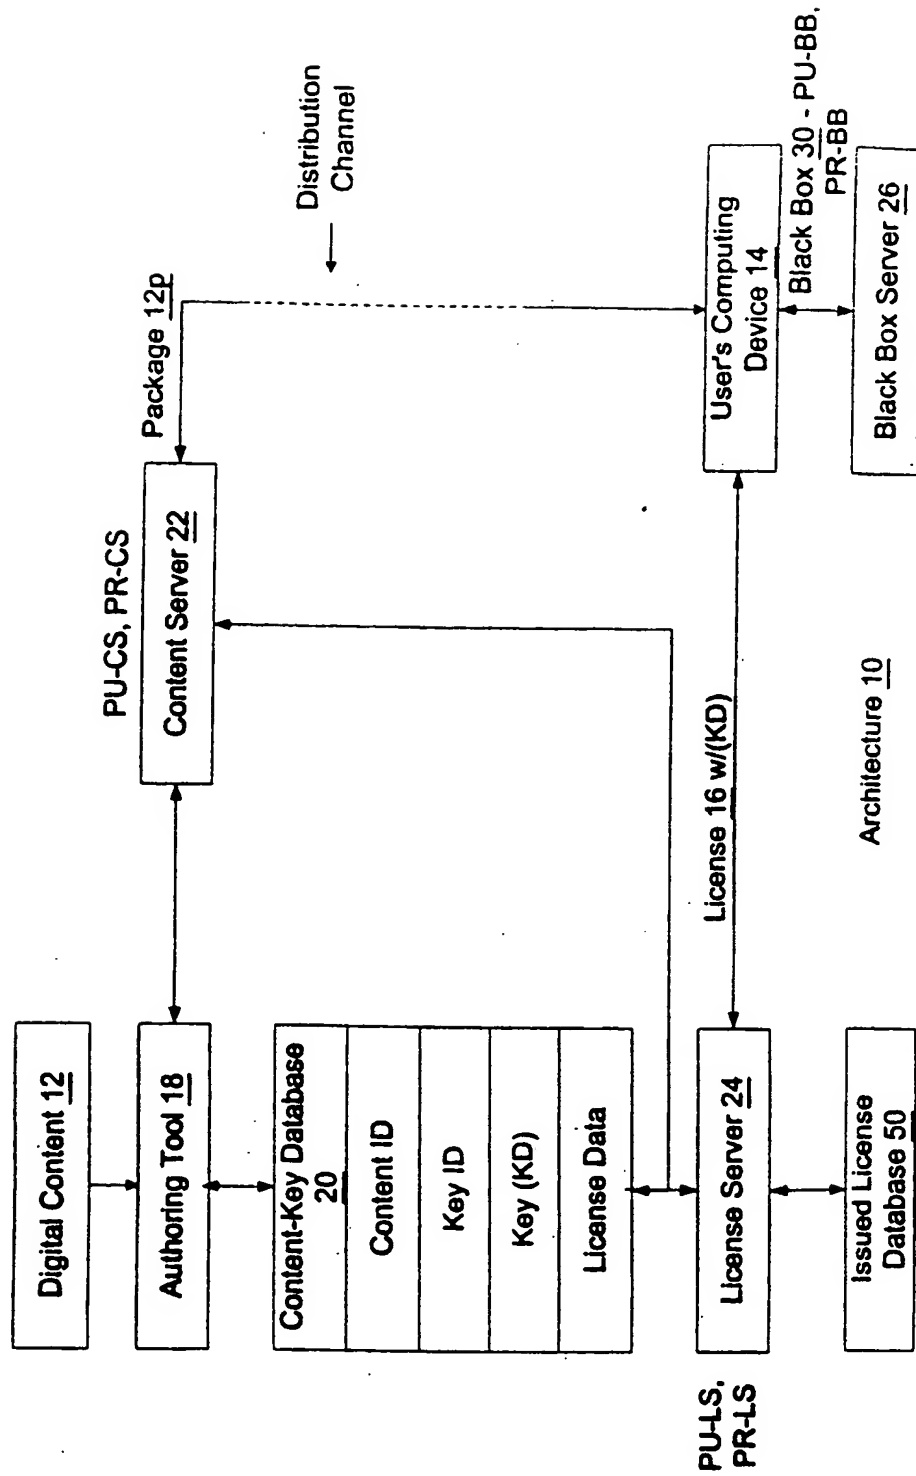 Digital Content 12
Authoring Tool 18
Content-Key Database
20
Content ID
Key ID
Key (KD)
License Data
PU-LS,
PR-LS
License Server 24
Issued License
Database 50
PU-CS, PR-CS
Content Server 22
Package 12p
Distribution
Channel
License 16 w/(KD)
User's Computing
Device 14
Black Box 30 - PU-BB,
PR-BB
Black Box Server 26
Architecture 10